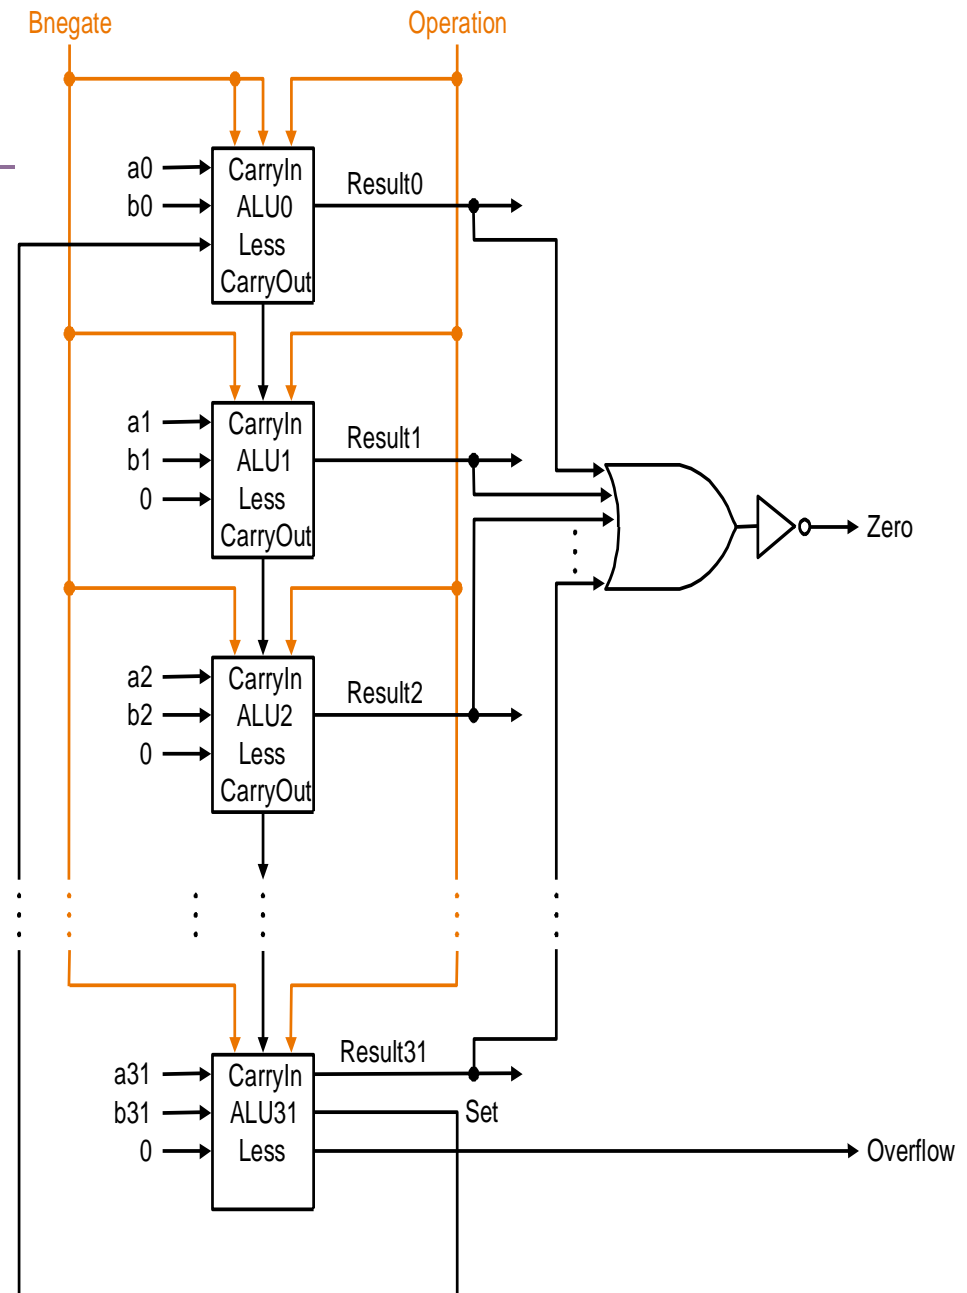 Bnegate
Operation
a0
b0
CarryIn
ALU0
Less
CarryOut
Result0
a1
b1
0
CarryIn
ALU1
Less
CarryOut
Result1
Zero
a2
b2
0
CarryIn
ALU2
Less
CarryOut
Result2
a31
b31
0
CarryIn
ALU31
Less
Result31
Set
Overflow